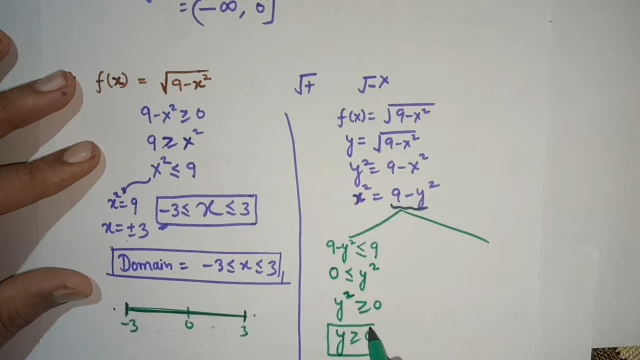 = (-∞, 0]
f(x) = √(9-x²)
9-x² ≥ 0
9 ≥ x²
x² ≤ 9
x² = 9
x = ±3
-3 ≤ x ≤ 3
Domain = -3 ≤ x ≤ 3
-3 0 3
√+ √-x
f(x) = √(9-x²)
y = √(9-x²)
y² = 9-x²
x² = 9-y²
9-y² ≤ 9
0 ≤ y²
y² ≥ 0
y ≥